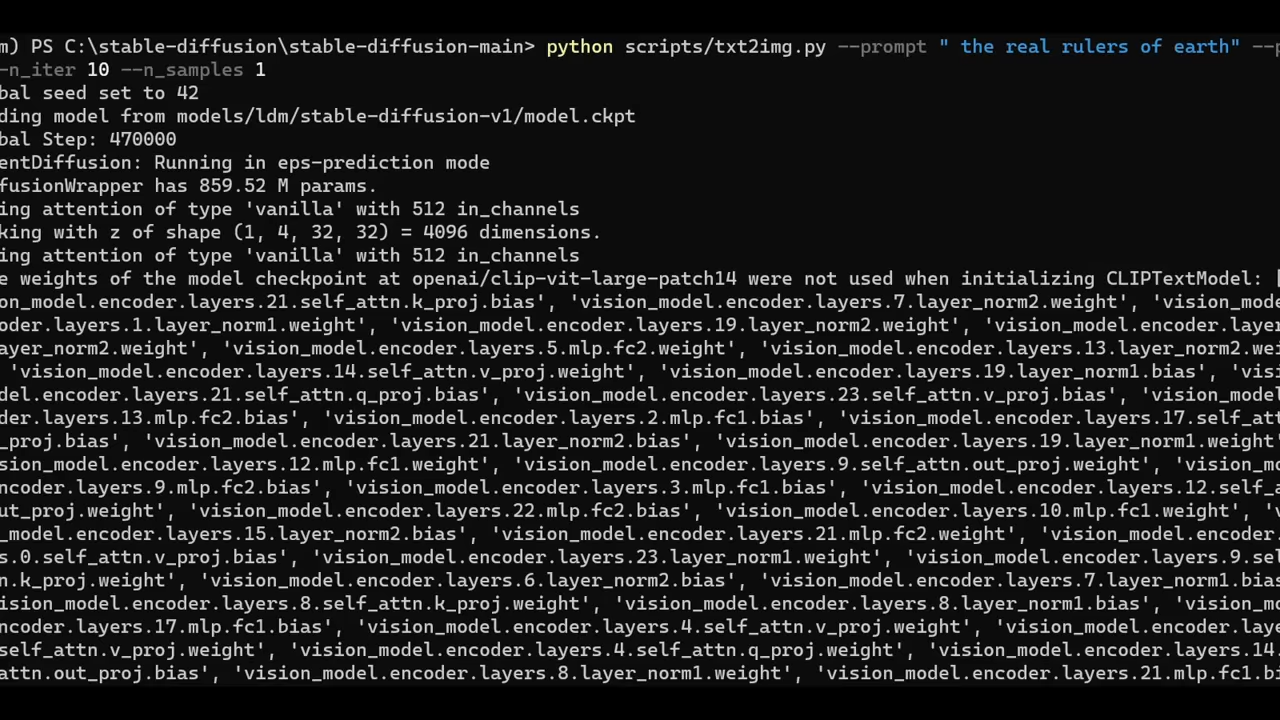 m) PS C:\stable-diffusion\stable-diffusion-main> python scripts/txt2img.py --prompt " the real rulers of earth" --p
-n_iter 10 --n_samples 1
bal seed set to 42
ding model from models/ldm/stable-diffusion-v1/model.ckpt
bal Step: 470000
entDiffusion: Running in eps-prediction mode
fusionWrapper has 859.52 M params.
ing attention of type 'vanilla' with 512 in_channels
king with z of shape (1, 4, 32, 32) = 4096 dimensions.
ing attention of type 'vanilla' with 512 in_channels
e weights of the model checkpoint at openai/clip-vit-large-patch14 were not used when initializing CLIPTextModel: [
on_model.encoder.layers.21.self_attn.k_proj.bias', 'vision_model.encoder.layers.7.layer_norm2.weight', 'vision_mode
oder.layers.1.layer_norm1.weight', 'vision_model.encoder.layers.19.layer_norm2.weight', 'vision_model.encoder.layer
ayer_norm2.weight', 'vision_model.encoder.layers.5.mlp.fc2.weight', 'vision_model.encoder.layers.13.layer_norm2.wei
 'vision_model.encoder.layers.14.self_attn.v_proj.weight', 'vision_model.encoder.layers.19.layer_norm1.bias', 'visi
del.encoder.layers.21.self_attn.q_proj.bias', 'vision_model.encoder.layers.23.self_attn.v_proj.bias', 'vision_model
der.layers.13.mlp.fc2.bias', 'vision_model.encoder.layers.2.mlp.fc1.bias', 'vision_model.encoder.layers.17.self_att
_proj.bias', 'vision_model.encoder.layers.21.layer_norm2.bias', 'vision_model.encoder.layers.19.layer_norm1.weight'
sion_model.encoder.layers.12.mlp.fc1.weight', 'vision_model.encoder.layers.9.self_attn.out_proj.weight', 'vision_mo
ncoder.layers.9.mlp.fc2.bias', 'vision_model.encoder.layers.3.mlp.fc1.bias', 'vision_model.encoder.layers.12.self_a
ut_proj.weight', 'vision_model.encoder.layers.22.mlp.fc2.bias', 'vision_model.encoder.layers.10.mlp.fc1.weight', 'v
_model.encoder.layers.15.layer_norm2.bias', 'vision_model.encoder.layers.21.mlp.fc2.weight', 'vision_model.encoder.
s.0.self_attn.v_proj.bias', 'vision_model.encoder.layers.23.layer_norm1.weight', 'vision_model.encoder.layers.9.sel
n.k_proj.weight', 'vision_model.encoder.layers.6.layer_norm2.bias', 'vision_model.encoder.layers.7.layer_norm1.bias
ision_model.encoder.layers.8.self_attn.k_proj.weight', 'vision_model.encoder.layers.8.layer_norm1.bias', 'vision_mo
ncoder.layers.17.mlp.fc1.bias', 'vision_model.encoder.layers.4.self_attn.v_proj.weight', 'vision_model.encoder.laye
self_attn.v_proj.weight', 'vision_model.encoder.layers.4.self_attn.q_proj.weight', 'vision_model.encoder.layers.14.
attn.out_proj.bias', 'vision_model.encoder.layers.8.layer_norm1.weight', 'vision_model.encoder.layers.21.mlp.fc1.bi